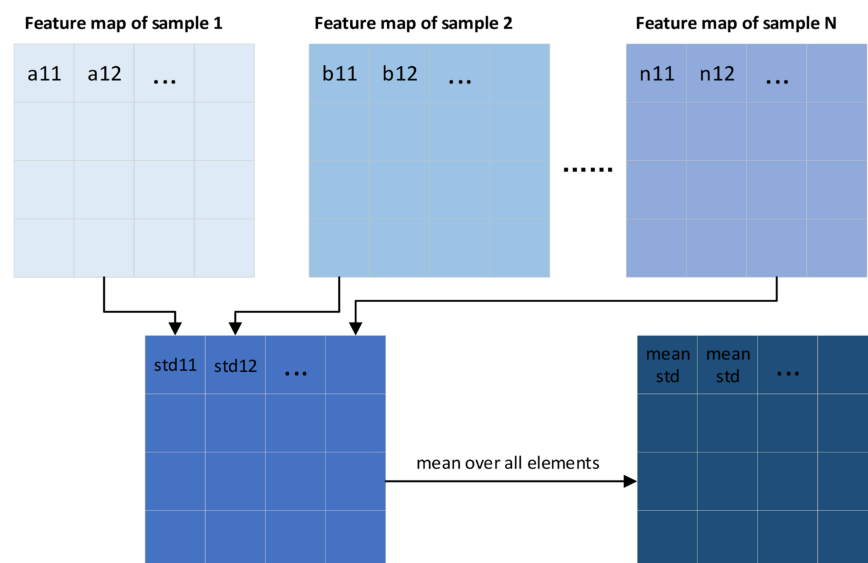 Feature map of sample 1
Feature map of sample 2
Feature map of sample N
a11 a12 ...
b11 b12 ...
n11 n12 ...
......
std11 std12 ...
mean std mean std ...
mean over all elements